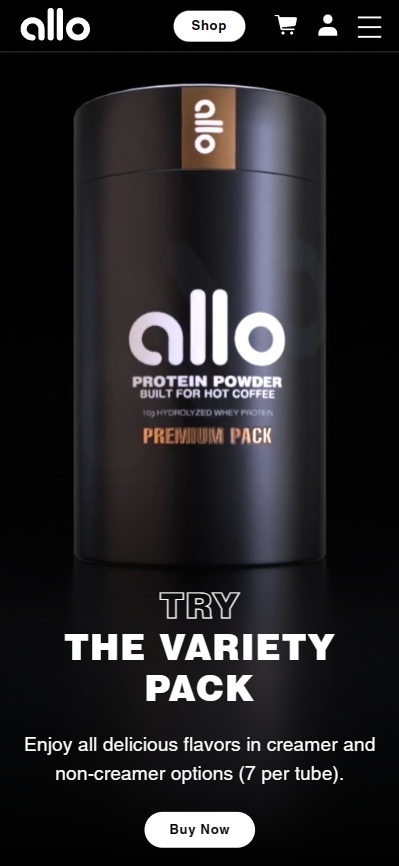 allo
Shop
allo
allo
PROTEIN POWDER
BUILT FOR HOT COFFEE
10g HYDROLYZED WHEY PROTEIN
PREMIUM PACK
TRY
THE VARIETY
PACK
Enjoy all delicious flavors in creamer and
non-creamer options (7 per tube).
Buy Now